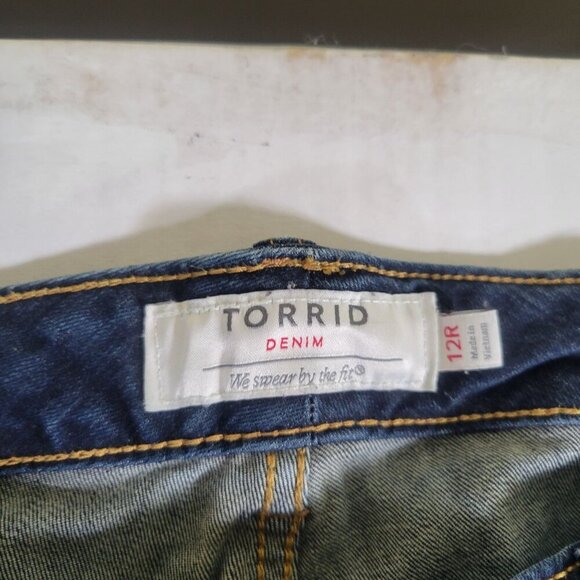 TORRID
DENIM
We swear by the fit®
12R
Made in
Vietnam